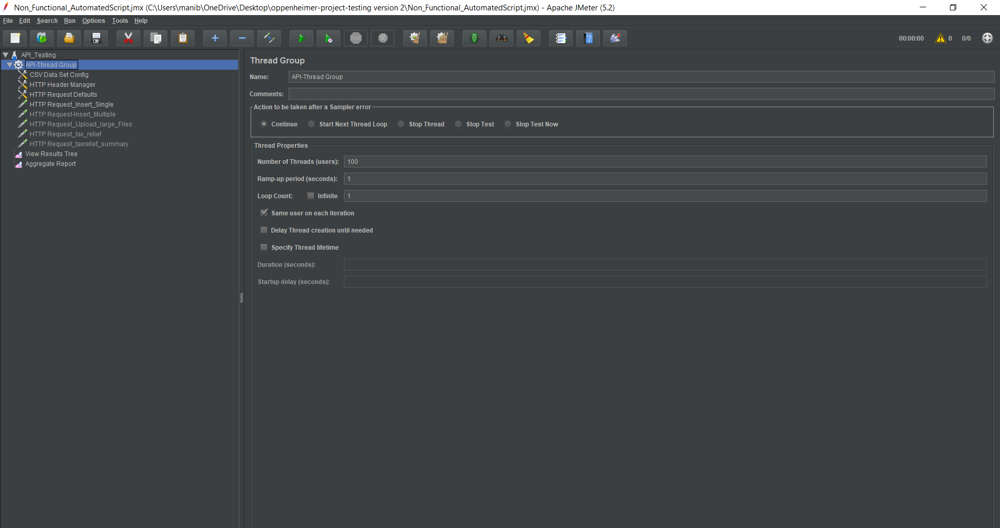 Non_Functional_AutomatedScript.jmx (C:\Users\manib\OneDrive\Desktop\oppenheimer-project-testing version 2\Non_Functional_AutomatedScript.jmx) - Apache JMeter (5.2)
File Edit Search Run Options Tools Help
STOP
?
00:00:00 0 0/0
API_Testing
API-Thread Group
CSV Data Set Config
HTTP Header Manager
HTTP Request Defaults
HTTP Request_Insert_Single
HTTP Request-Insert_Multiple
HTTP Request_Upload_large_Files
HTTP Request_tax_relief
HTTP Request_taxrelief_summary
View Results Tree
Aggregate Report
Thread Group
Name: API-Thread Group
Comments:
Action to be taken after a Sampler error
Continue Start Next Thread Loop Stop Thread Stop Test Stop Test Now
Thread Properties
Number of Threads (users): 100
Ramp-up period (seconds): 1
Loop Count: Infinite 1
Same user on each iteration
Delay Thread creation until needed
Specify Thread lifetime
Duration (seconds):
Startup delay (seconds):